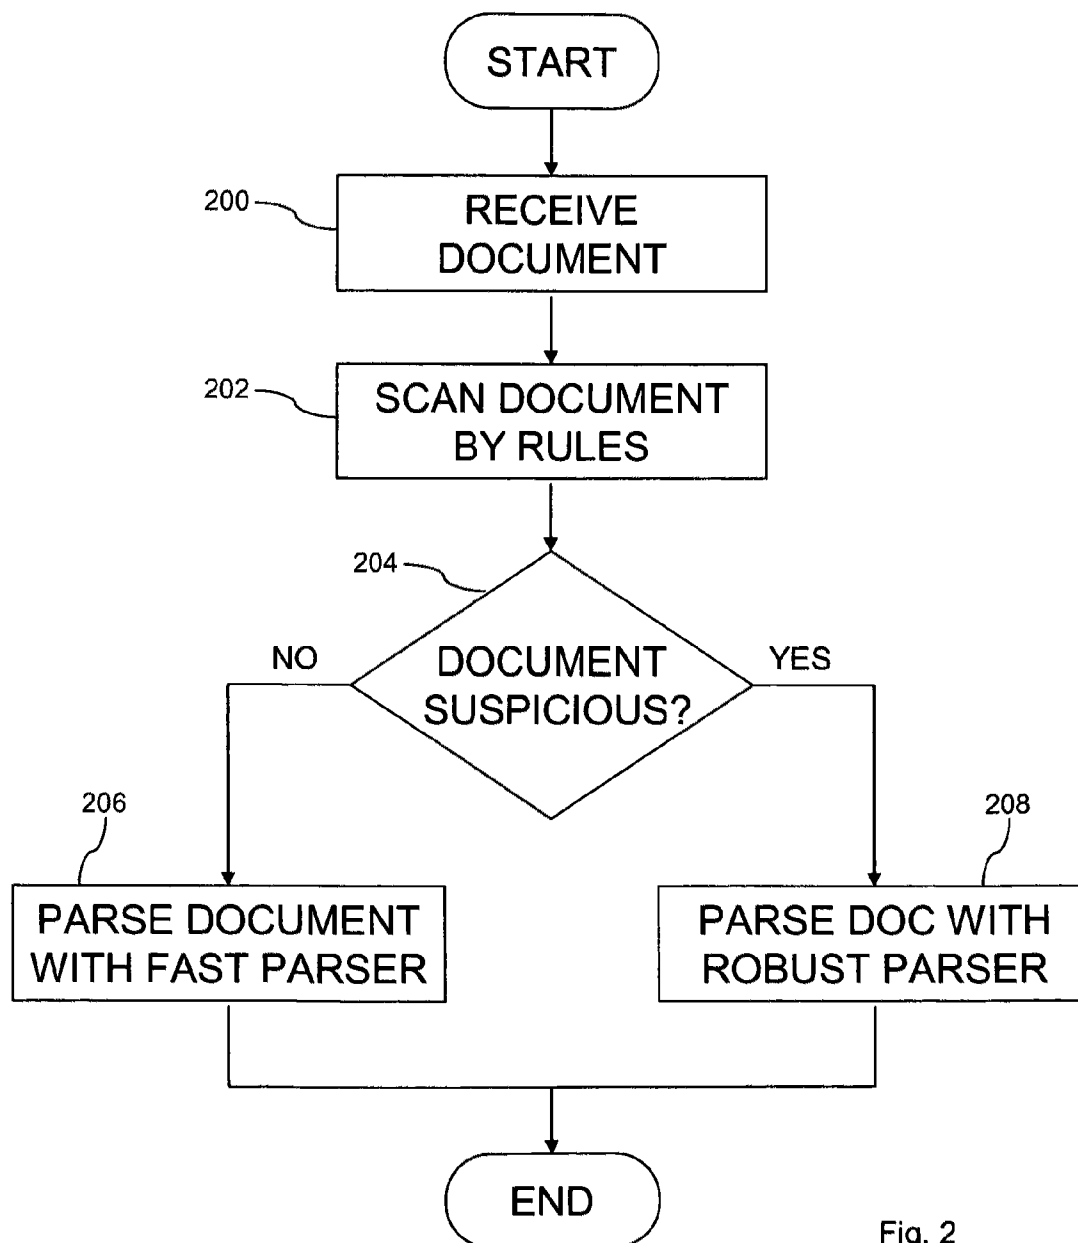 START
200
RECEIVE
DOCUMENT
202
SCAN DOCUMENT
BY RULES
204
NO
DOCUMENT
SUSPICIOUS?
YES
206
208
PARSE DOCUMENT
WITH FAST PARSER
PARSE DOC WITH
ROBUST PARSER
END
Fig. 2